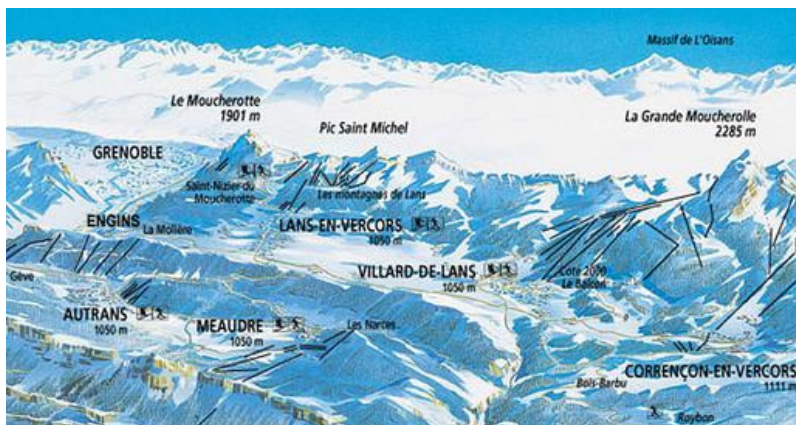 Massif de L'Oisans
Le Moucherotte
1901 m
La Grande Moucherolle
2285 m
Pic Saint Michel
GRENOBLE
Saint-Nizier-du
Moucherotte
Les montagnes de Lans
ENGINS
La Molière
LANS-EN-VERCORS
1050 m
VILLARD-DE-LANS
1050 m
Cote 2000
Le Balcon
Gève
AUTRANS
1050 m
MEAUDRE
1050 m
Les Narces
CORRENÇON-EN-VERCORS
1111 m
Bois-Barbu
Roybon